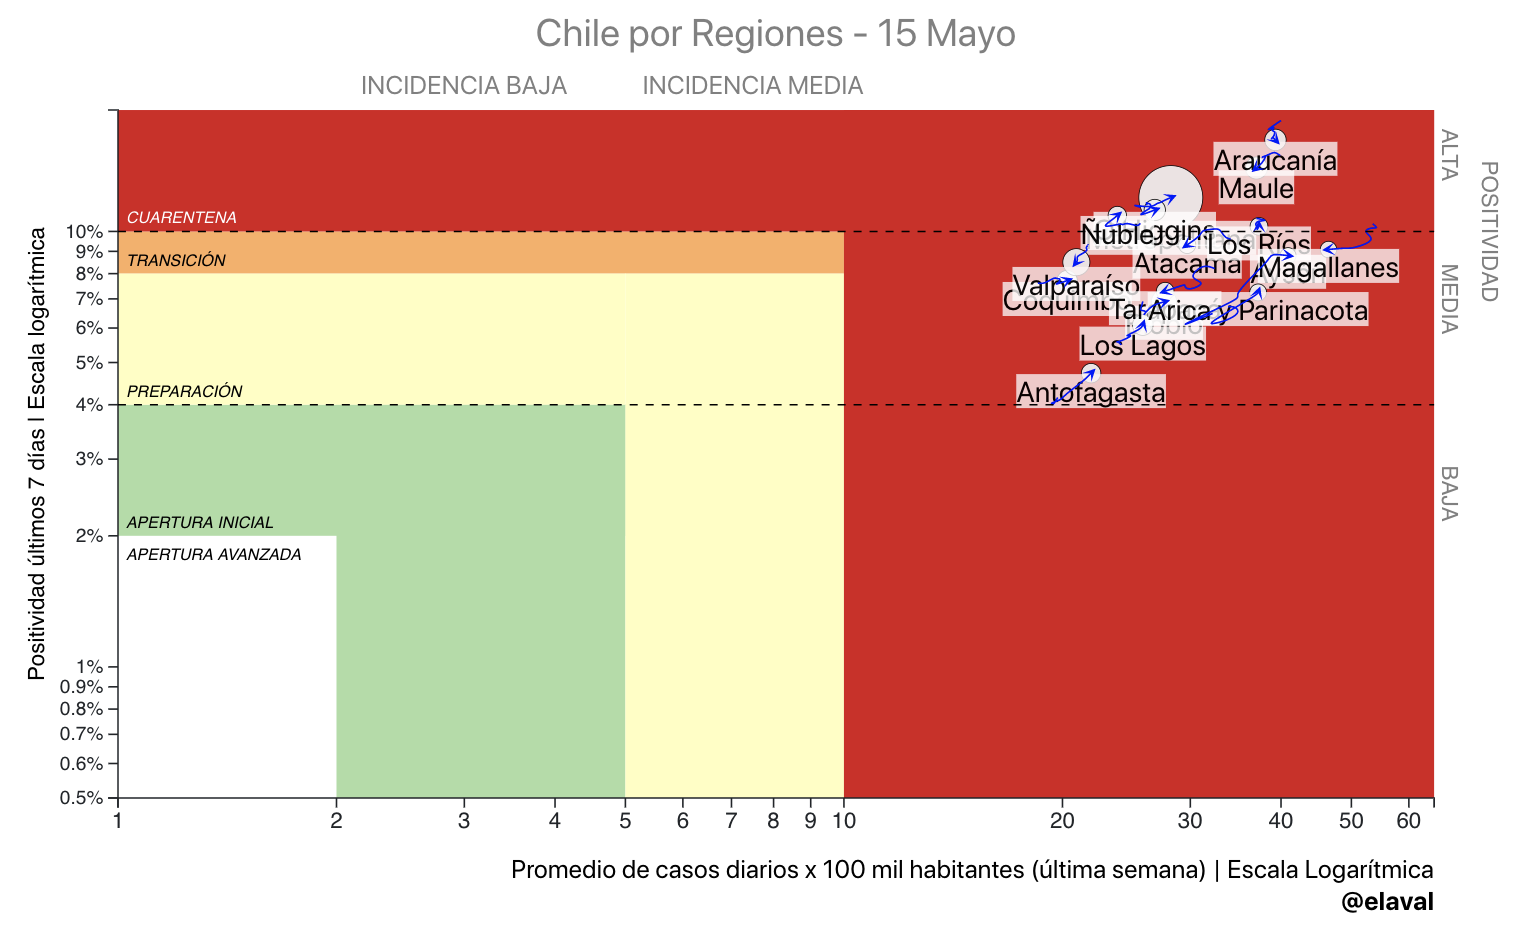 Chile por Regiones - 15 Mayo
INCIDENCIA BAJA
INCIDENCIA MEDIA
ALTA
MEDIA
BAJA
POSITIVIDAD
Positividad últimos 7 días | Escala logarítmica
CUARENTENA
TRANSICIÓN
PREPARACIÓN
APERTURA INICIAL
APERTURA AVANZADA
10%
9%
8%
7%
6%
5%
4%
3%
2%
1%
0.9%
0.8%
0.7%
0.6%
0.5%
Araucanía
Maule
Ñuble
Los Ríos
Atacama
Magallanes
Valparaíso
Arica y Parinacota
Los Lagos
Antofagasta
1 2 3 4 5 6 7 8 9 10 20 30 40 50 60
Promedio de casos diarios x 100 mil habitantes (última semana) | Escala Logarítmica
@elaval